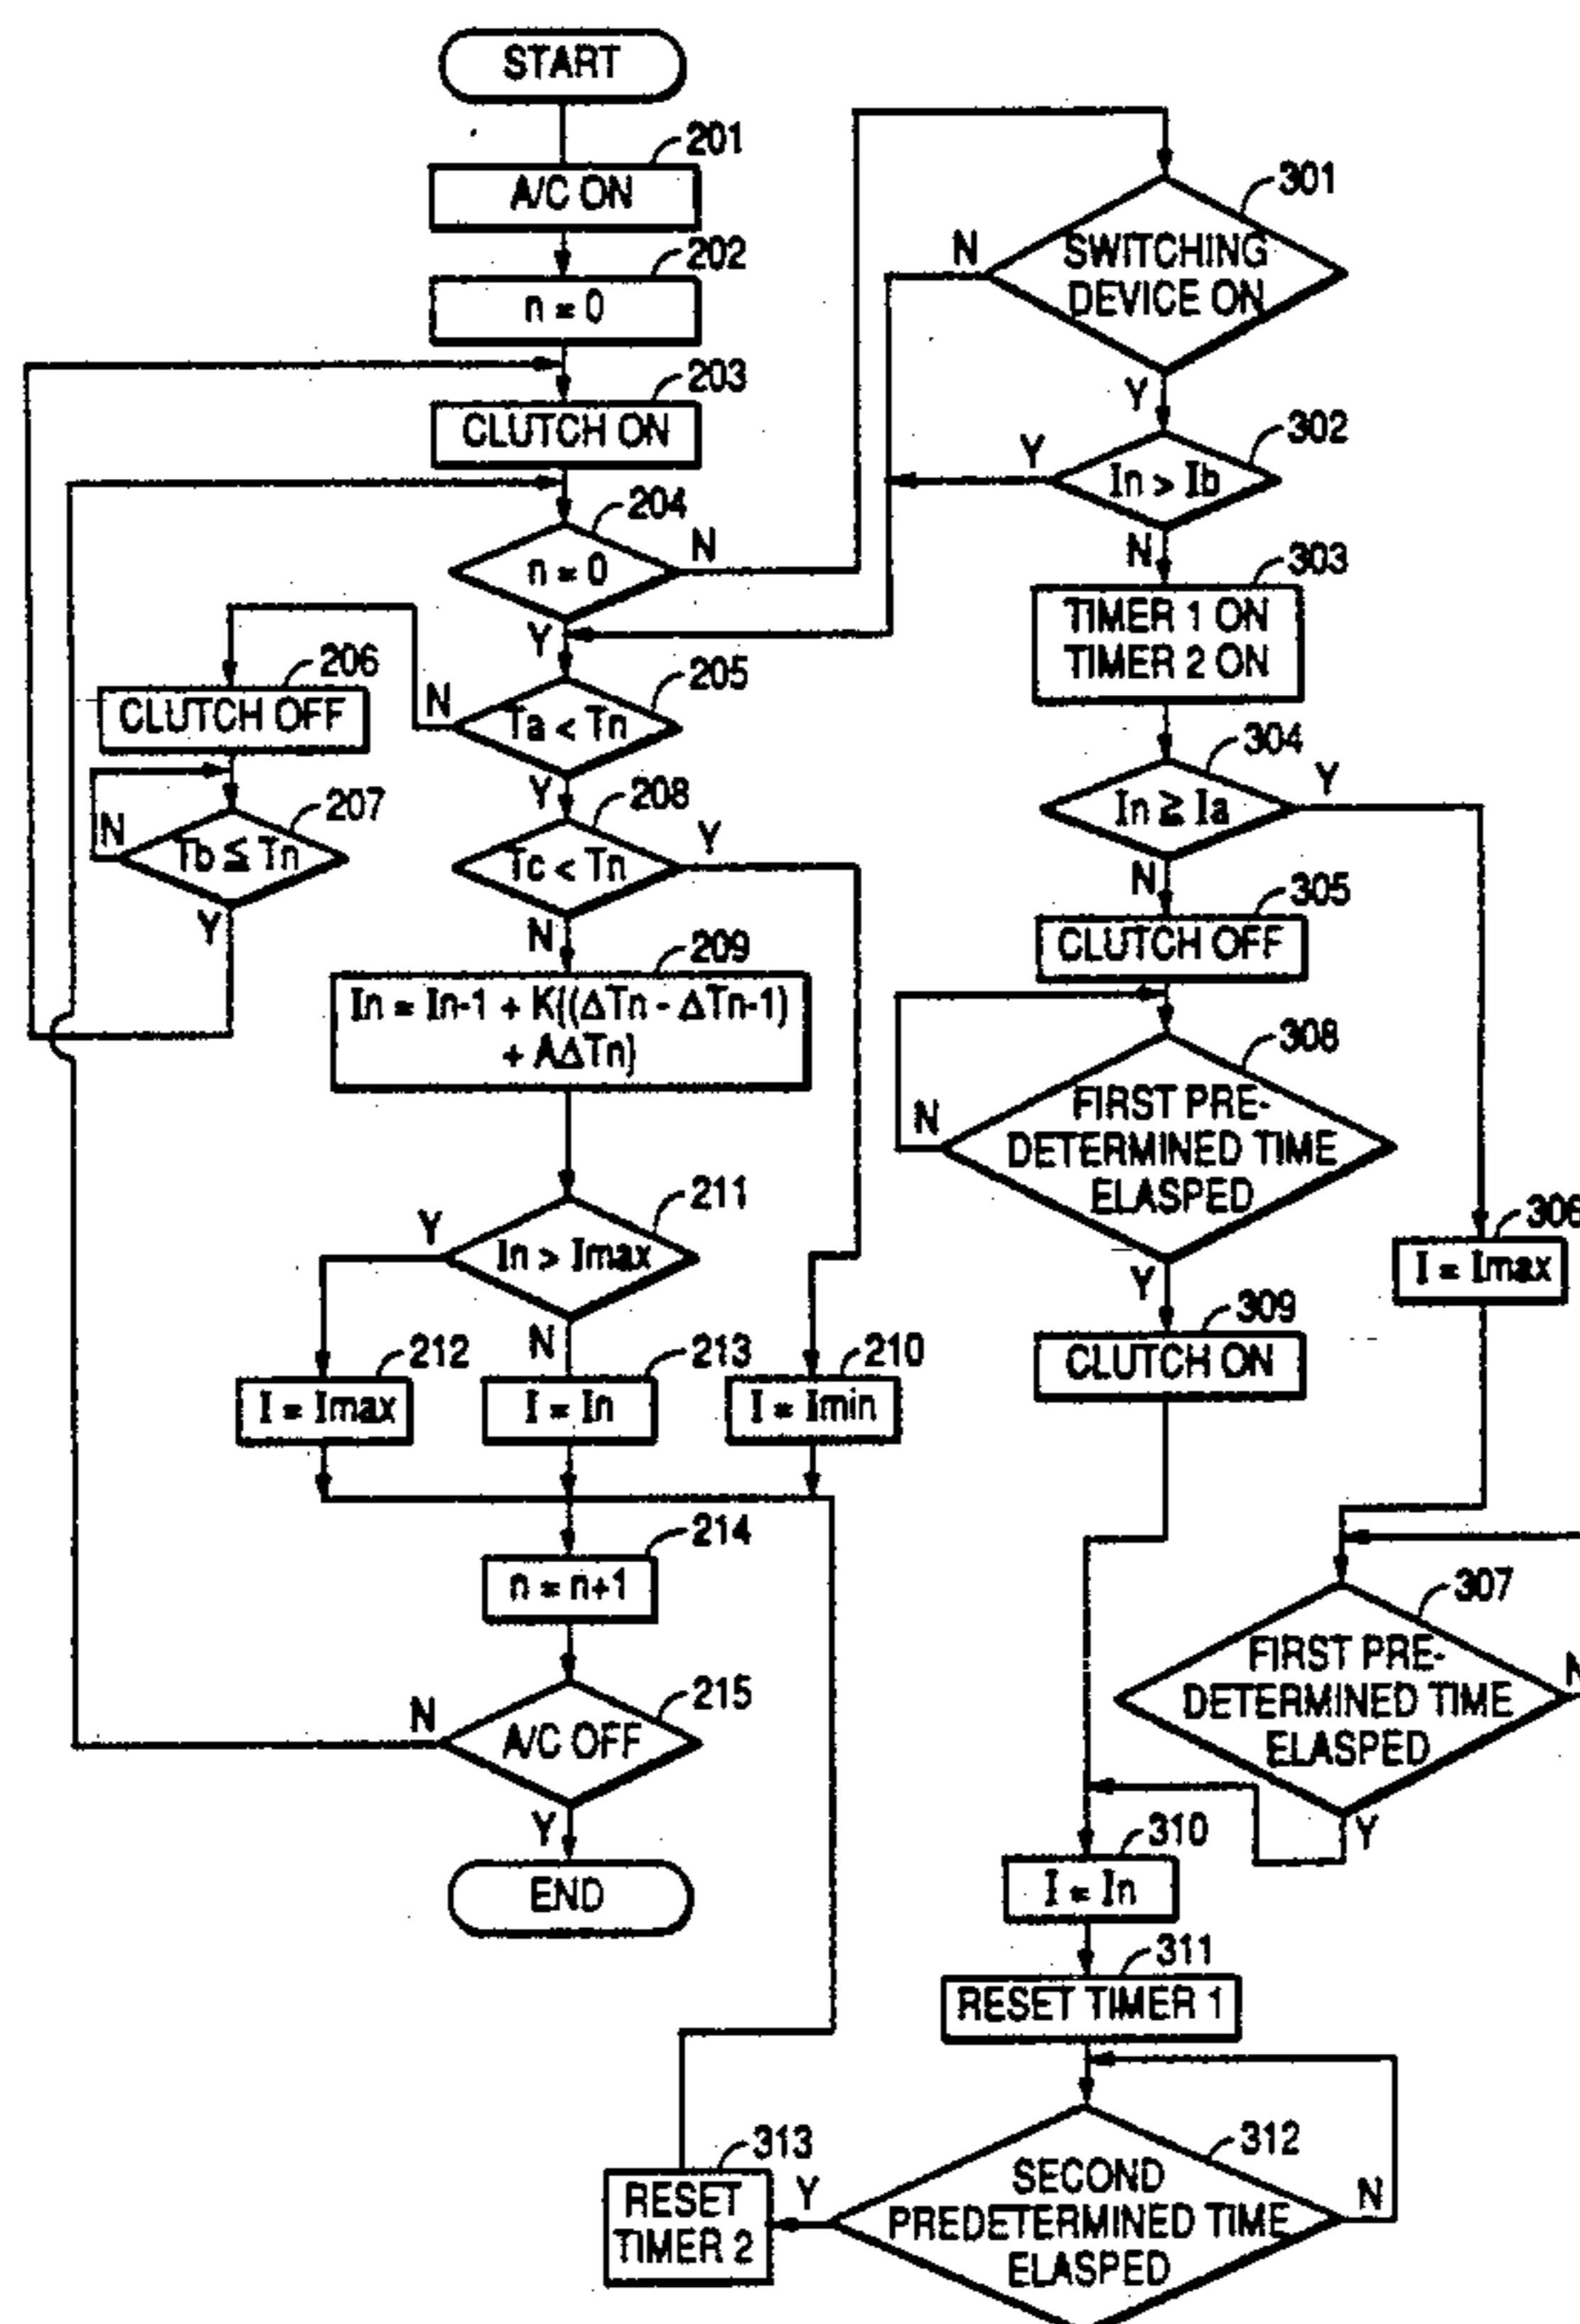 START
201
A/C ON
202
n = 0
203
CLUTCH ON
204
n = 0
N
Y
205
Ta < Tn
N
Y
206
CLUTCH OFF
207
Tb ≦ Tn
N
Y
208
Tc < Tn
Y
N
209
In = In-1 + K{(ΔTn - ΔTn-1)
+ AΔTn}
211
In > Imax
Y
N
212
I = Imax
213
I = In
210
I = Imin
214
n = n+1
215
A/C OFF
N
Y
END
301
SWITCHING
DEVICE ON
N
Y
302
In > Ib
Y
N
303
TIMER 1 ON
TIMER 2 ON
304
In ≧ Ia
Y
N
305
CLUTCH OFF
308
FIRST PRE-
DETERMINED TIME
ELASPED
N
Y
309
CLUTCH ON
306
I = Imax
307
FIRST PRE-
DETERMINED TIME
ELASPED
N
Y
310
I = In
311
RESET TIMER 1
312
SECOND
PREDETERMINED TIME
ELASPED
N
Y
313
RESET
TIMER 2